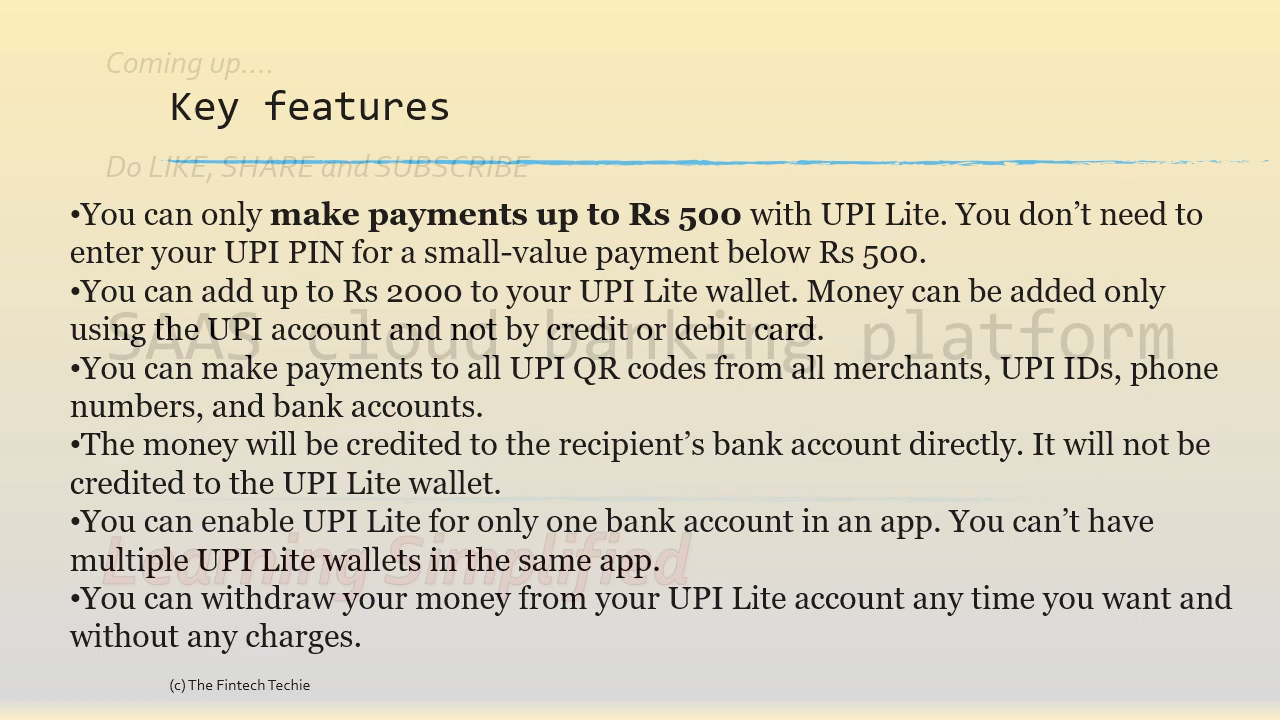 Coming up....
Key features
Do LIKE, SHARE and SUBSCRIBE
•You can only make payments up to Rs 500 with UPI Lite. You don’t need to
enter your UPI PIN for a small-value payment below Rs 500.
•You can add up to Rs 2000 to your UPI Lite wallet. Money can be added only
using the UPI account and not by credit or debit card.
SAAS cloud banking platform
•You can make payments to all UPI QR codes from all merchants, UPI IDs, phone
numbers, and bank accounts.
•The money will be credited to the recipient’s bank account directly. It will not be
credited to the UPI Lite wallet.
•You can enable UPI Lite for only one bank account in an app. You can’t have
multiple UPI Lite wallets in the same app.
Learning Simplified
•You can withdraw your money from your UPI Lite account any time you want and
without any charges.
(c) The Fintech Techie